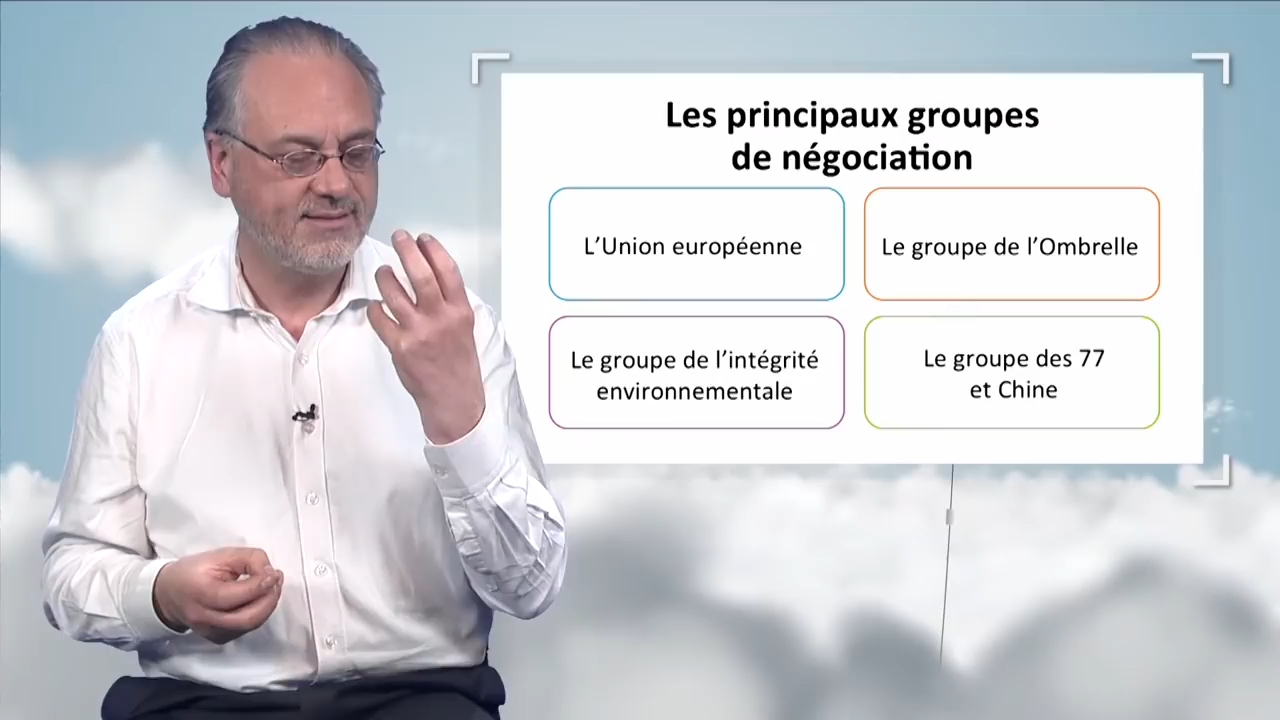 Les principaux groupes
de négociation
L’Union européenne
Le groupe de l’Ombrelle
Le groupe de l’intégrité
environnementale
Le groupe des 77
et Chine